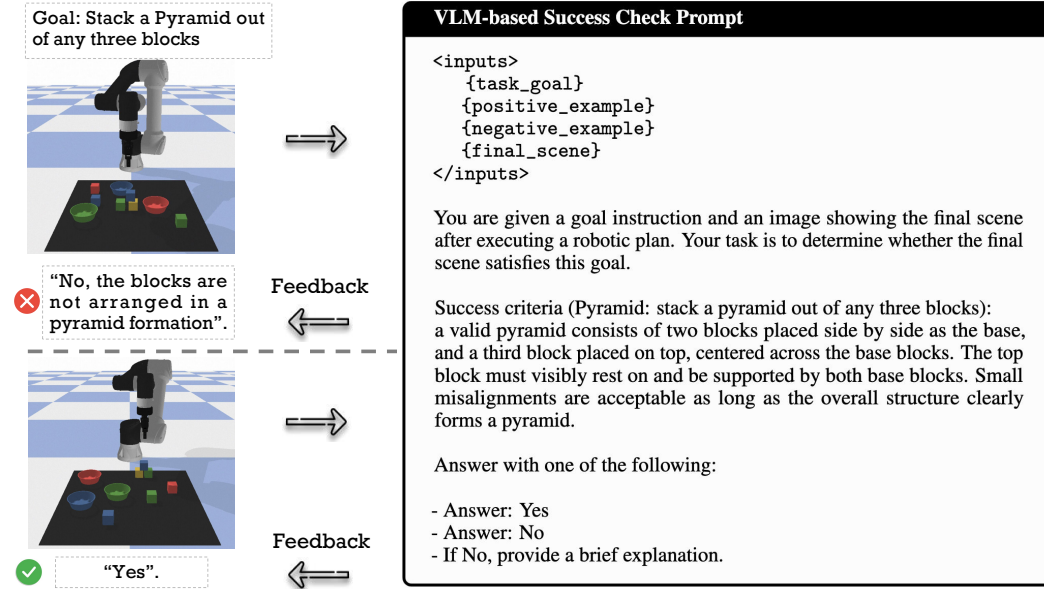 Goal: Stack a Pyramid out
of any three blocks
“No, the blocks are
not arranged in a
pyramid formation”.
Feedback
“Yes”.
Feedback
VLM-based Success Check Prompt
<inputs>
{task_goal}
{positive_example}
{negative_example}
{final_scene}
</inputs>
You are given a goal instruction and an image showing the final scene
after executing a robotic plan. Your task is to determine whether the final
scene satisfies this goal.
Success criteria (Pyramid: stack a pyramid out of any three blocks):
a valid pyramid consists of two blocks placed side by side as the base,
and a third block placed on top, centered across the base blocks. The top
block must visibly rest on and be supported by both base blocks. Small
misalignments are acceptable as long as the overall structure clearly
forms a pyramid.
Answer with one of the following:
- Answer: Yes
- Answer: No
- If No, provide a brief explanation.